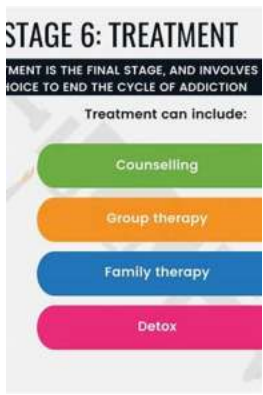 STAGE 6: TREATMENT
TMENT IS THE FINAL STAGE, AND INVOLVES
HOICE TO END THE CYCLE OF ADDICTION
Treatment can include:
Counselling
Group therapy
Family therapy
Detox